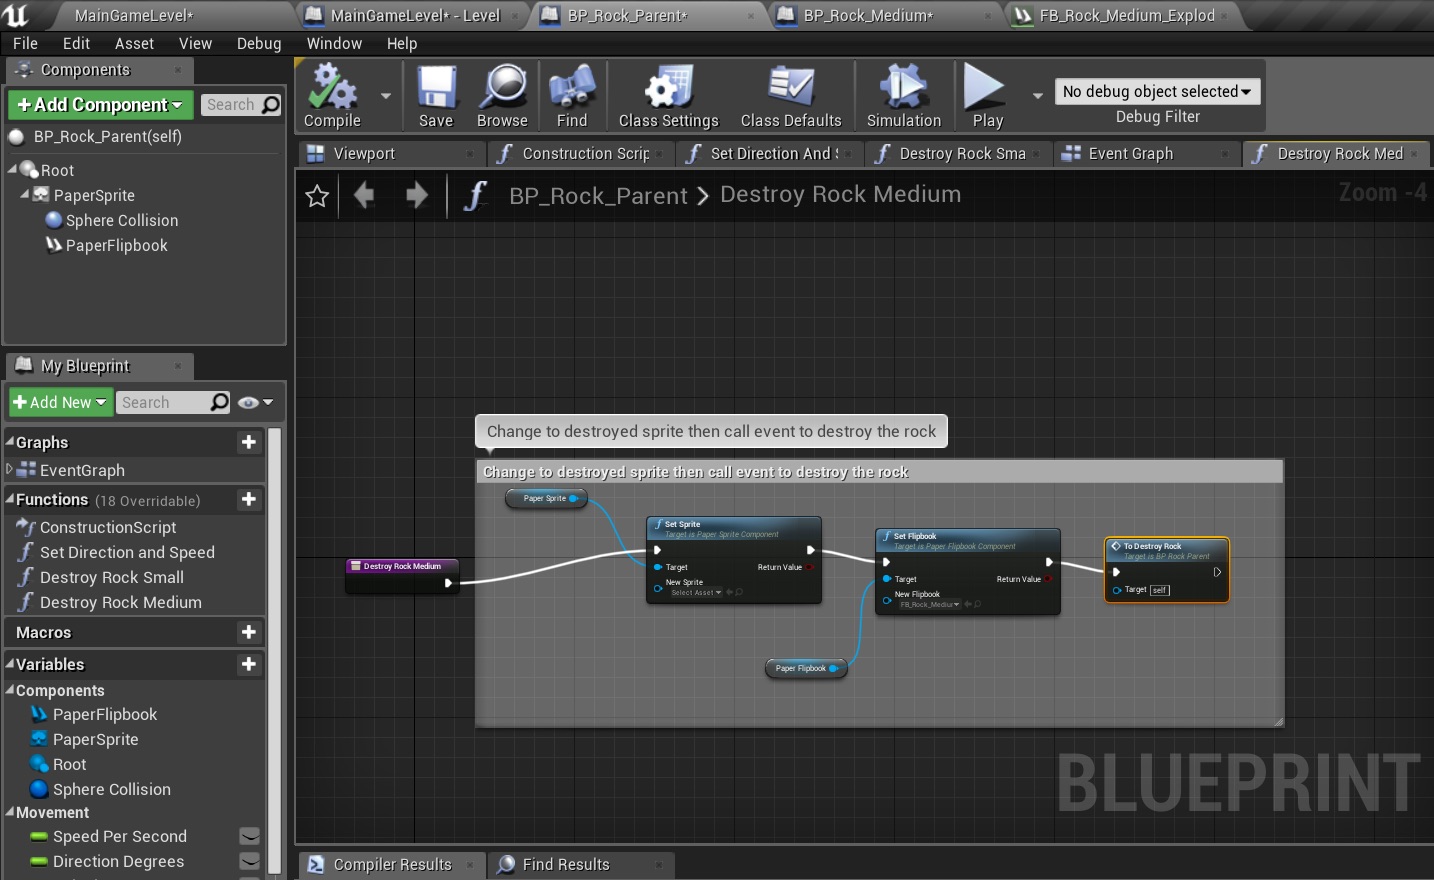 MainGameLevel*
MainGameLevel* - Level
BP_Rock_Parent*
BP_Rock_Medium*
FB_Rock_Medium_Explod
File Edit Asset View Debug Window Help
Components
+Add Component
Search
BP_Rock_Parent(self)
Root
PaperSprite
Sphere Collision
PaperFlipbook
Compile
Save
Browse
Find
Class Settings
Class Defaults
Simulation
Play
No debug object selected
Debug Filter
Viewport
Construction Scrip
Set Direction And S
Destroy Rock Sma
Event Graph
Destroy Rock Med
BP_Rock_Parent > Destroy Rock Medium
Zoom -4
My Blueprint
+Add New
Search
Graphs
EventGraph
Functions (18 Overridable)
ConstructionScript
Set Direction and Speed
Destroy Rock Small
Destroy Rock Medium
Macros
Variables
Components
PaperFlipbook
PaperSprite
Root
Sphere Collision
Movement
Speed Per Second
Direction Degrees
Change to destroyed sprite then call event to destroy the rock
Change to destroyed sprite then call event to destroy the rock
Destroy Rock Medium
Paper Sprite
Set Sprite
Target is Paper Sprite Component
Target
Return Value
New Sprite
Select Asset
Paper Flipbook
Set Flipbook
Target is Paper Flipbook Component
Target
Return Value
New Flipbook
FB_Rock_Mediur
To Destroy Rock
Target is BP Rock Parent
Target self
BLUEPRINT
Compiler Results
Find Results